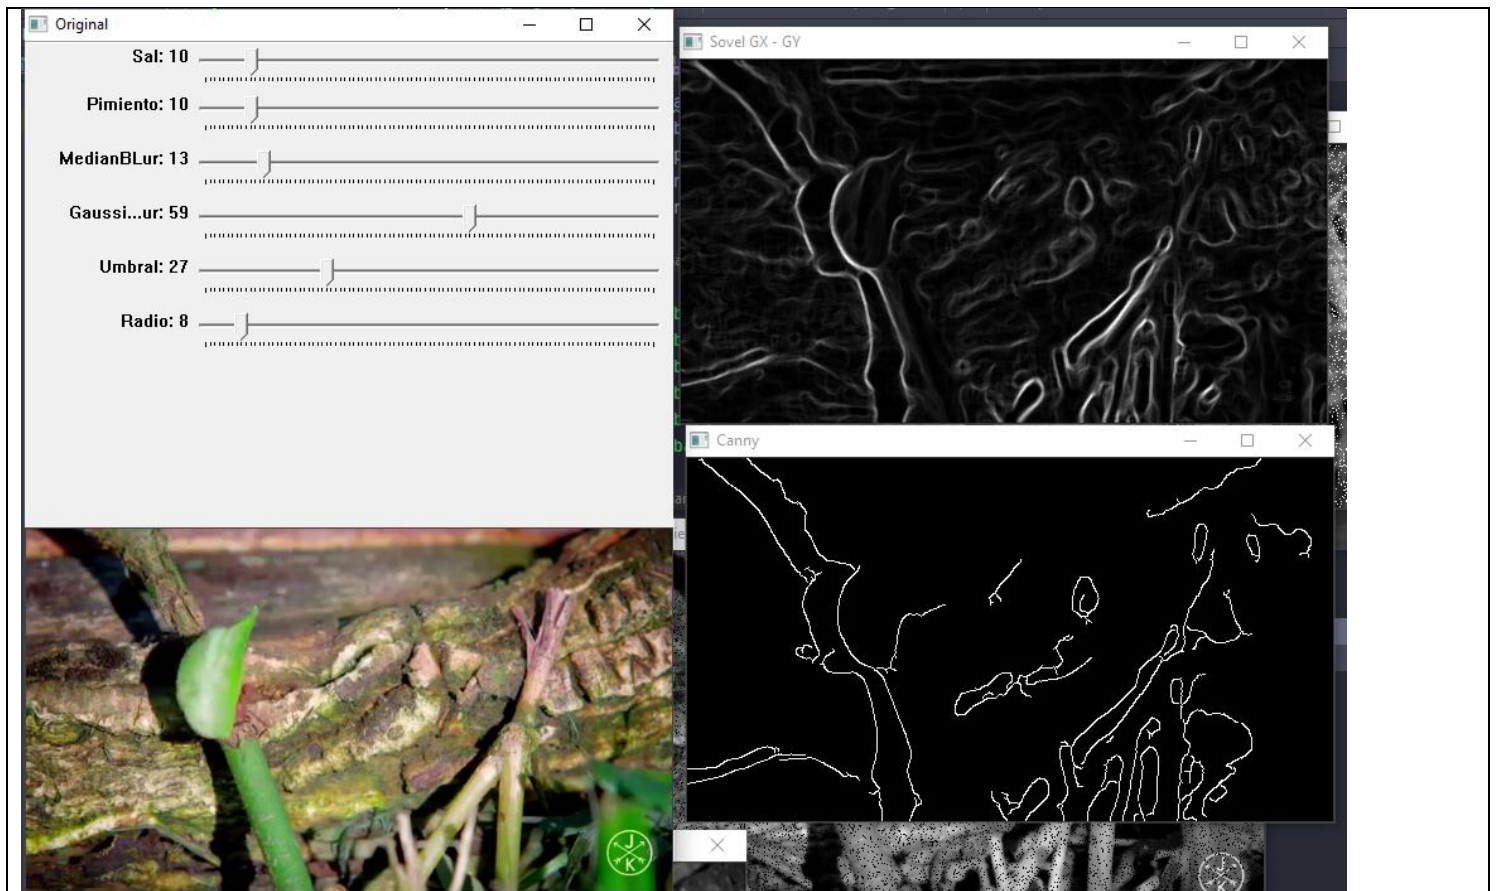 Original
Sal: 10
Pimiento: 10
MedianBLur: 13
Gaussi...ur: 59
Umbral: 27
Radio: 8
Sovel GX - GY
Canny
J
K